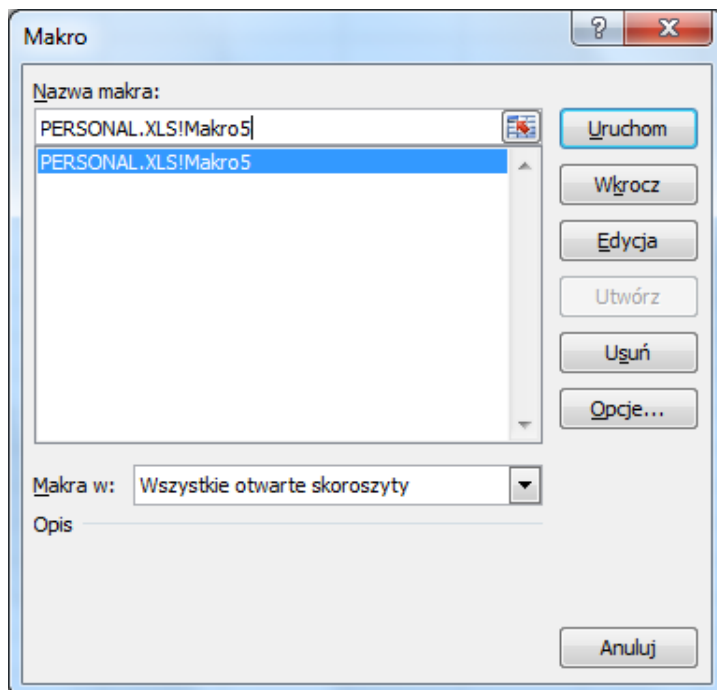 Makro
Nazwa makra:
PERSONAL.XLS!Makro5
PERSONAL.XLS!Makro5
Uruchom
Wkrocz
Edycja
Utwórz
Usuń
Opcje...
Makra w: Wszystkie otwarte skoroszyty
Opis
Anuluj